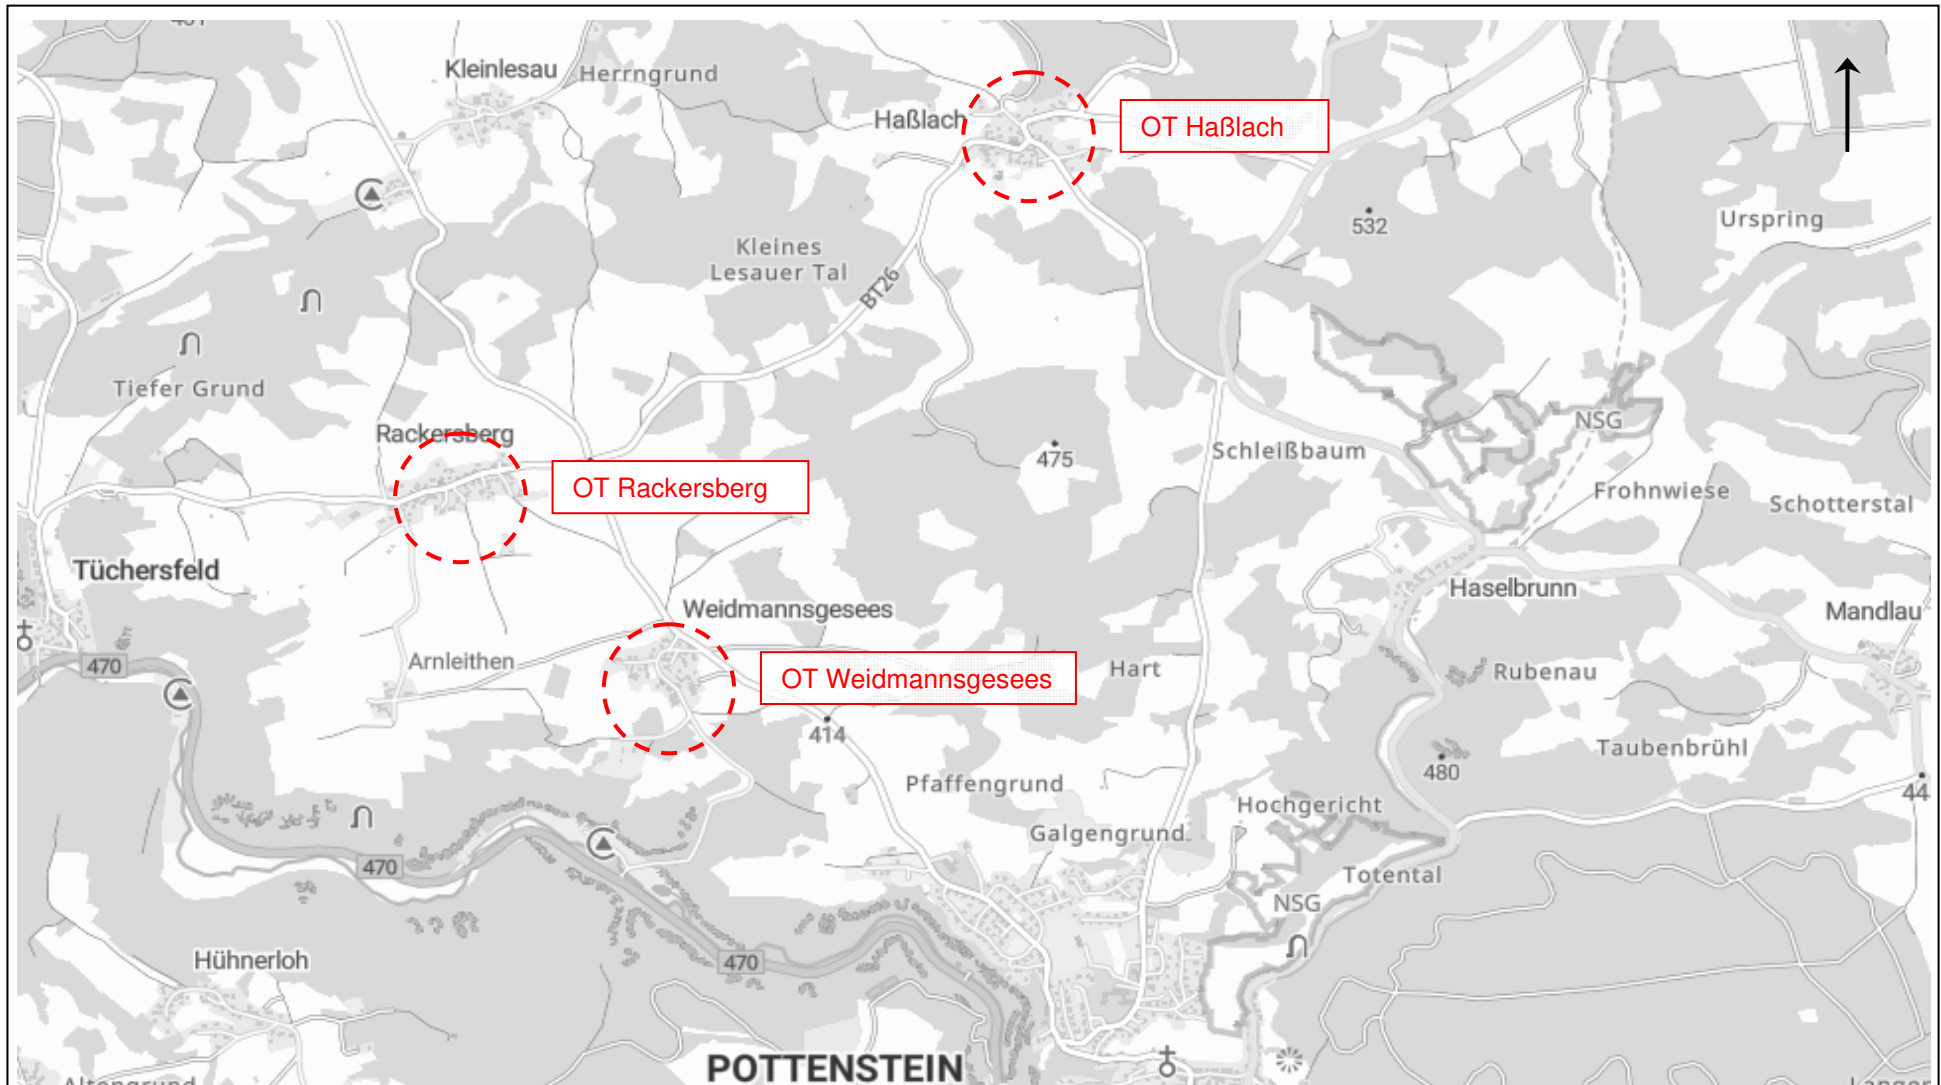 Kleinlesau
Herrngrund
Haßlach
OT Haßlach
532
Urspring
Kleines
Lesauer Tal
BT26
Tiefer Grund
Rackersberg
NSG
475
Schleißbaum
OT Rackersberg
Frohnwiese
Schotterstal
Tüchersfeld
Haselbrunn
Weidmannsgesees
Mandlau
470
Arnleithen
Hart
Rubenau
OT Weidmannsgesees
414
Taubenbrühl
480
Pfaffengrund
44
Hochgericht
Galgengrund
470
Totental
NSG
Hühnerloh
470
POTTENSTEIN
Altengrund